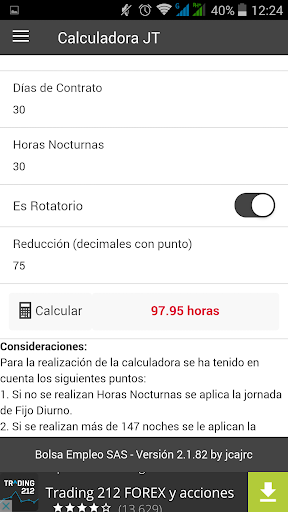 40% 12:24
Calculadora JT
Días de Contrato
30
Horas Nocturnas
30
Es Rotatorio
Reducción (decimales con punto)
75
Calcular 97.95 horas
Consideraciones:
Para la realización de la calculadora se ha tenido en
cuenta los siguientes puntos:
1. Si no se realizan Horas Nocturnas se aplica la jornada
de Fijo Diurno.
2. Si se realizan más de 147 noches se le aplican la
Bolsa Empleo SAS - Versión 2.1.82 by jcajrc
TRADING
212
Trading 212 FOREX y acciones
(13.629)